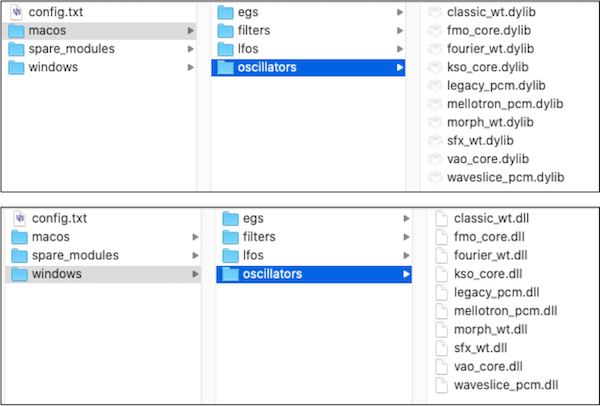 config.txt
macos
spare_modules
windows
egs
filters
lfos
oscillators
classic_wt.dylib
fmo_core.dylib
fourier_wt.dylib
kso_core.dylib
legacy_pcm.dylib
mellotron_pcm.dylib
morph_wt.dylib
sfx_wt.dylib
vao_core.dylib
waveslice_pcm.dylib
config.txt
macos
spare_modules
windows
egs
filters
lfos
oscillators
classic_wt.dll
fmo_core.dll
fourier_wt.dll
kso_core.dll
legacy_pcm.dll
mellotron_pcm.dll
morph_wt.dll
sfx_wt.dll
vao_core.dll
waveslice_pcm.dll